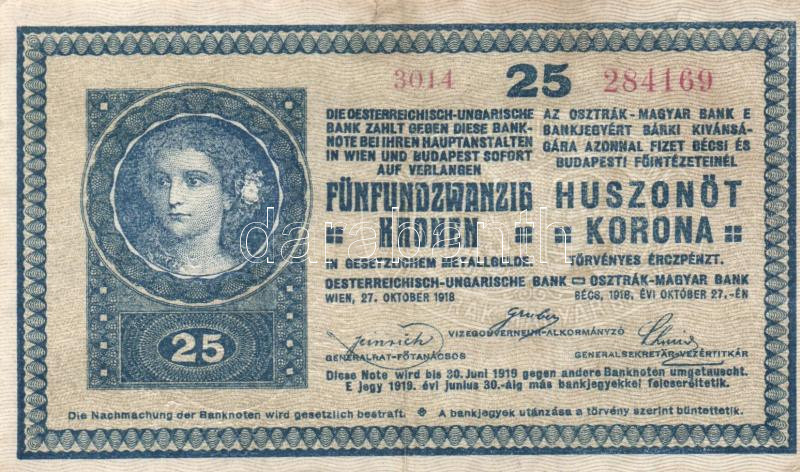 3014 25 284169
DIE OESTERREICHISCH-UNGARISCHE
BANK ZAHLT GEGEN DIESE BANK-
NOTE BEI IHREN HAUPTANSTALTEN
IN WIEN UND BUDAPEST SOFORT
AUF VERLANGEN
FÜNFUNDZWANZIG
KRONEN
IN GESETZLICHEM METALLGELDE.
AZ OSZTRÁK-MAGYAR BANK E
BANKJEGYÉRT BÁRKI KIVÁNSÁ-
GÁRA AZONNAL FIZET BÉCSI ÉS
BUDAPESTI FŐINTÉZETEINÉL
HUSZONÖT
KORONA
TÖRVÉNYES ÉRCZPÉNZT.
OESTERREICHISCH-UNGARISCHE BANK OSZTRÁK-MAGYAR BANK
WIEN, 27. OKTOBER 1918 BÉCS, 1918. ÉVI OKTÓBER 27.-ÉN
25
Gruber
VIZEGOUVERNEUR-ALKORMÁNYZÓ
GENERALRAT-FŐTANÁCSOS
GENERALSEKRETÄR-VEZÉRTITKÁR
Diese Note wird bis 30. Juni 1919 gegen andere Banknoten umgetauscht.
E jegy 1919. évi junius 30.-áig más bankjegyekkel felcseréltetik.
Die Nachmachung der Banknoten wird gesetzlich bestraft. A bankjegyek utánzása a törvény szerint büntettetik.
darabanth